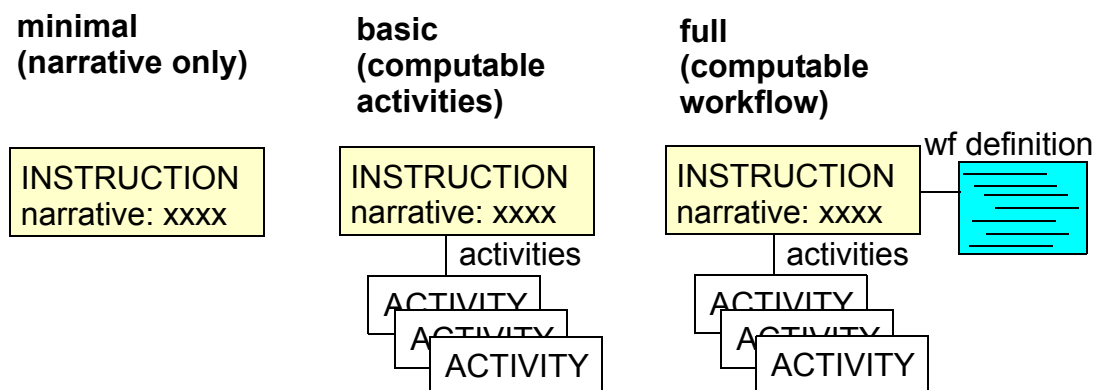 minimal
(narrative only)
INSTRUCTION
narrative: xxxx
basic
(computable
activities)
INSTRUCTION
narrative: xxxx
activities
ACTIVITY
ACTIVITY
ACTIVITY
full
(computable
workflow)
wf definition
INSTRUCTION
narrative: xxxx
activities
ACTIVITY
ACTIVITY
ACTIVITY